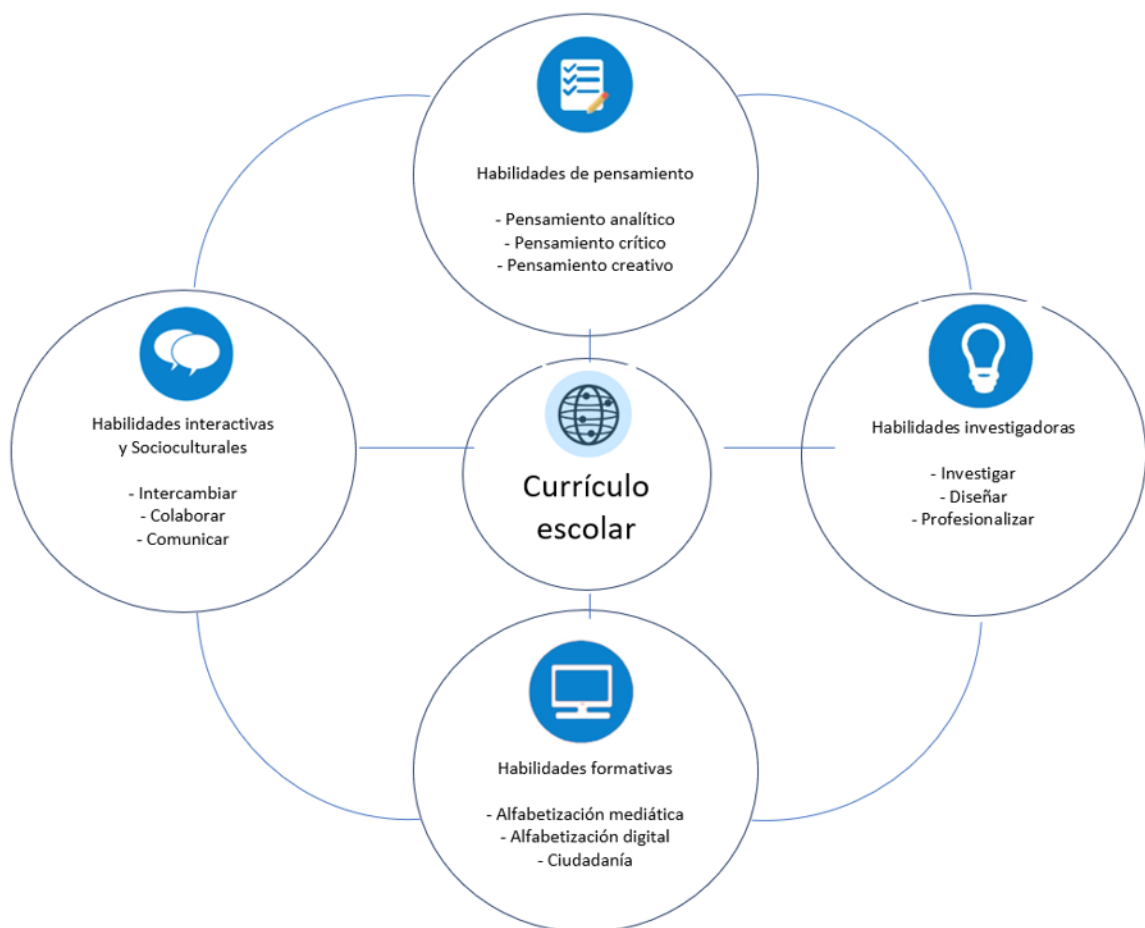 Habilidades de pensamiento
- Pensamiento analítico
- Pensamiento crítico
- Pensamiento creativo
Habilidades interactivas
y Socioculturales
- Intercambiar
- Colaborar
- Comunicar
Currículo
escolar
Habilidades investigadoras
- Investigar
- Diseñar
- Profesionalizar
Habilidades formativas
- Alfabetización mediática
- Alfabetización digital
- Ciudadanía